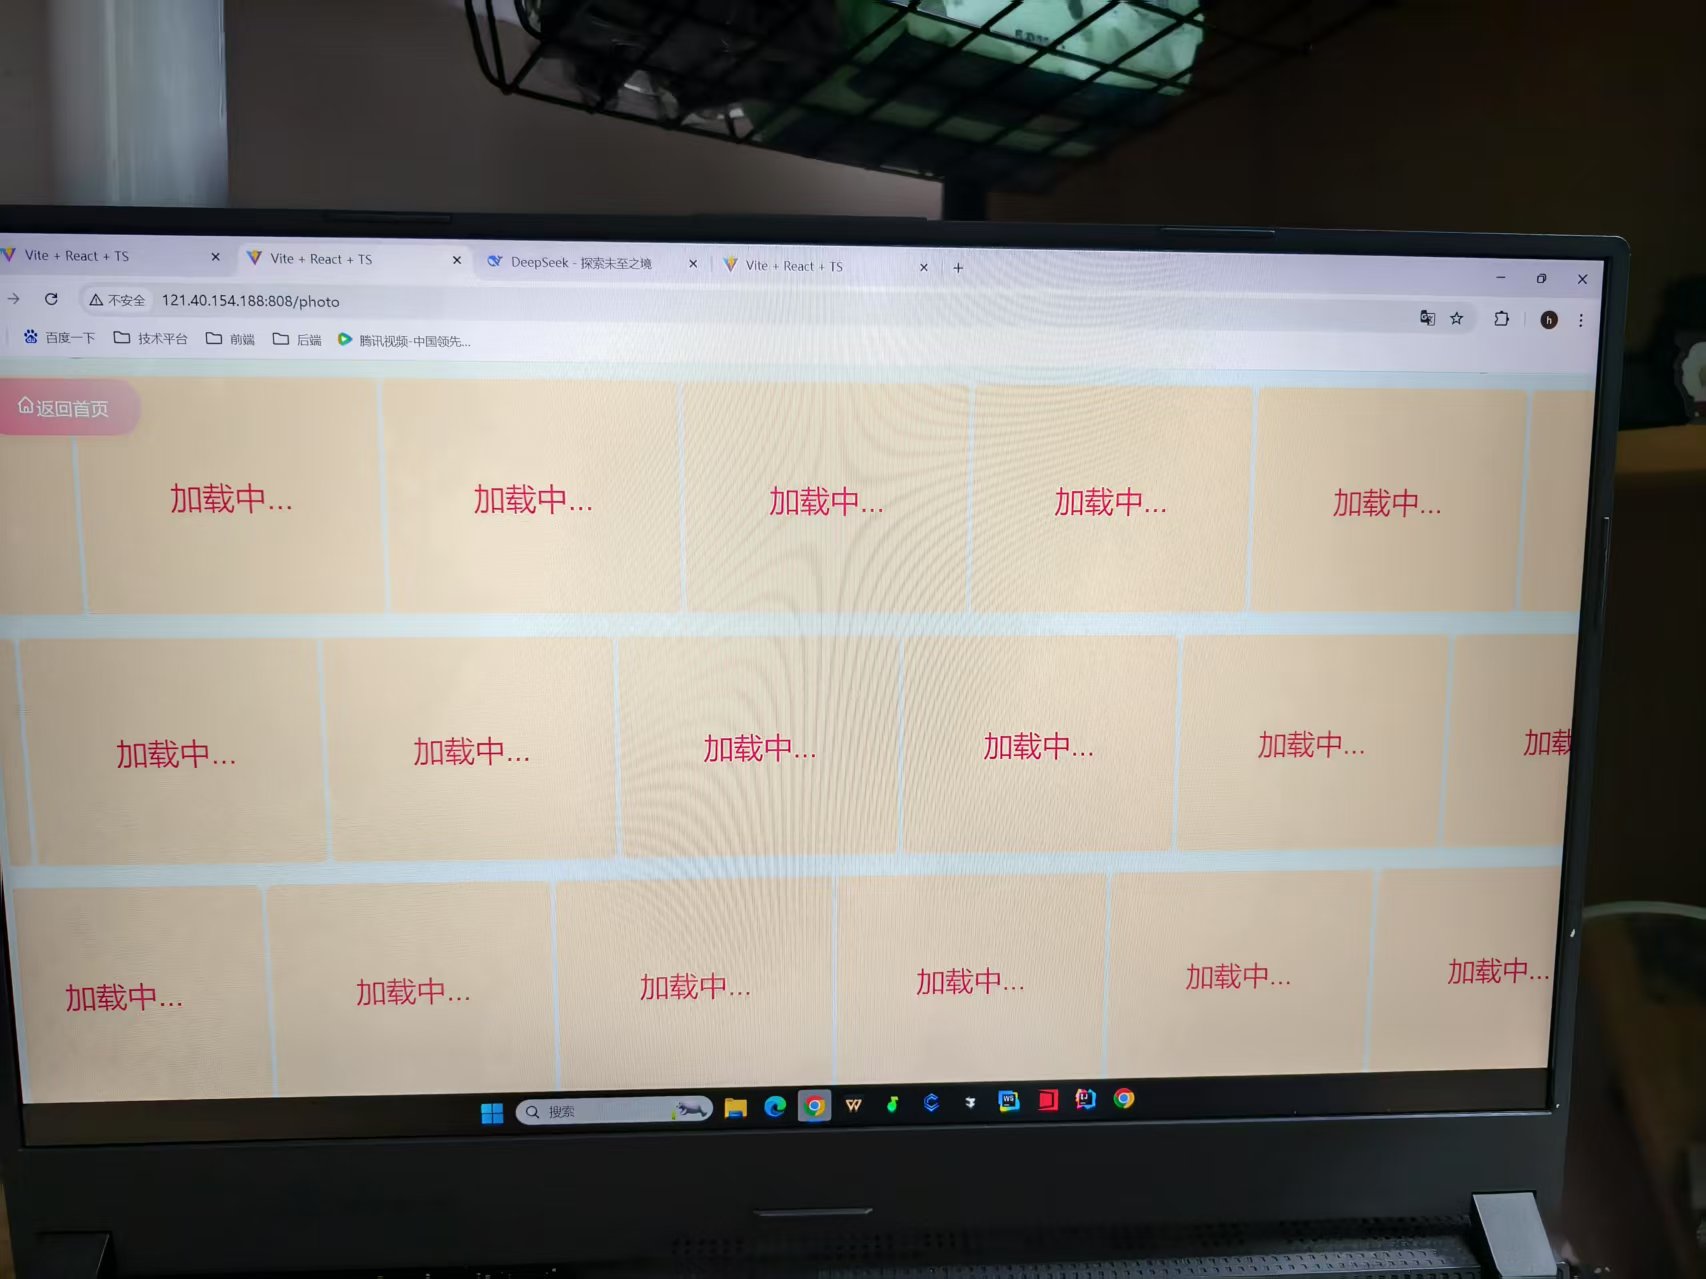 Vite + React + TS
Vite + React + TS
DeepSeek - 探索未至之境
Vite + React + TS
不安全
121.40.154.188:808/photo
h
百度一下
技术平台
前端
后端
腾讯视频-中国领先...
返回首页
加载中...
加载中...
加载中...
加载中...
加载中...
加载中...
加载中...
加载中...
加载中...
加载中...
加载
加载中...
加载中...
加载中...
加载中...
加载中...
加载中...
搜索
WS